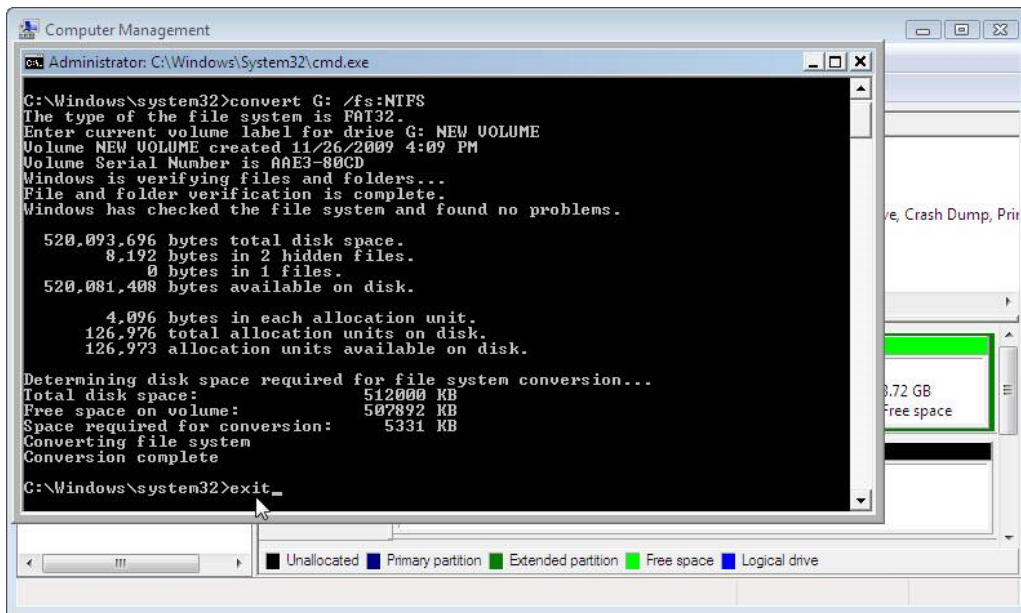 Computer Management
Administrator: C:\Windows\System32\cmd.exe
C:\Windows\system32>convert G: /fs:NTFS
The type of the file system is FAT32.
Enter current volume label for drive G: NEW VOLUME
Volume NEW VOLUME created 11/26/2009 4:09 PM
Volume Serial Number is AAE3-80CD
Windows is verifying files and folders...
File and folder verification is complete.
Windows has checked the file system and found no problems.
520,093,696 bytes total disk space.
8,192 bytes in 2 hidden files.
0 bytes in 1 files.
520,081,408 bytes available on disk.
4,096 bytes in each allocation unit.
126,976 total allocation units on disk.
126,973 allocation units available on disk.
Determining disk space required for file system conversion...
Total disk space: 512000 KB
Free space on volume: 507892 KB
Space required for conversion: 5331 KB
Converting file system
Conversion complete
C:\Windows\system32>exit_
ve, Crash Dump, Pri
3.72 GB
Free space
Unallocated Primary partition Extended partition Free space Logical drive